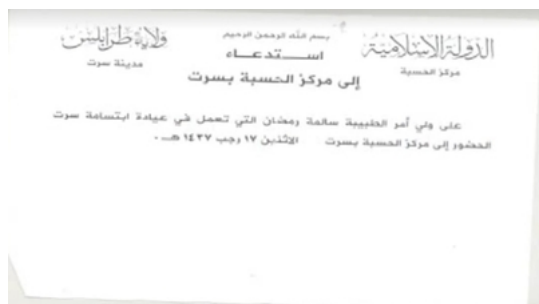 بسم الله الرحمن الرحيم
الدولة الإسلامية
استدعاء
ولاية طرابلس
مركز الحسبة
مدينة سرت
إلى مركز الحسبة بسرت
على ولي أمر الطبيبة سالمة رمضان التي تعمل في عيادة ابتسامة سرت
الحضور إلى مركز الحسبة بسرت الاثنين ١٧ رجب ١٤٣٧ هـ .